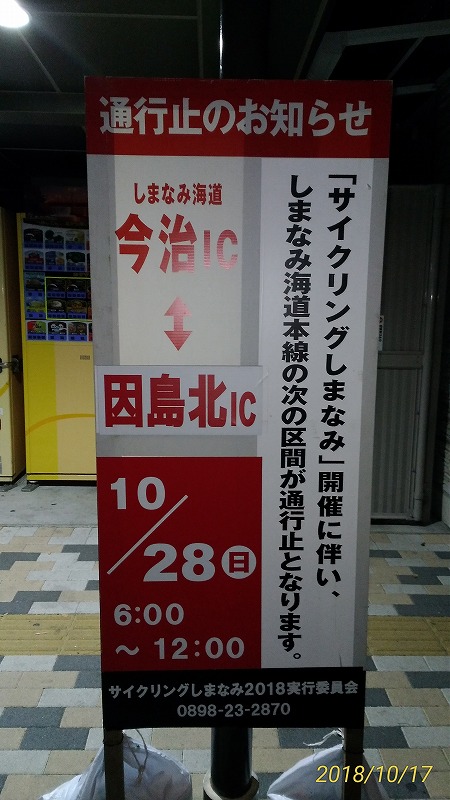 通行止のお知らせ
「サイクリングしまなみ」開催に伴い、
しまなみ海道本線の次の区間が通行止となります。
しまなみ海道
今治IC
↕
因島北IC
10/28(日)
6:00
～12:00
サイクリングしまなみ2018実行委員会
0898-23-2870
2018/10/17